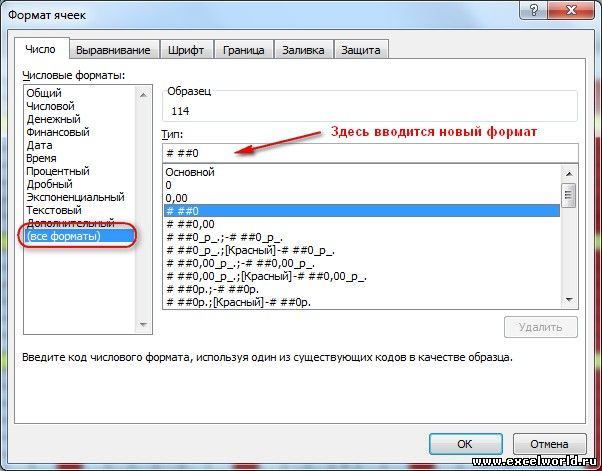 Формат ячеек
Число
Выравнивание
Шрифт
Граница
Заливка
Защита
Числовые форматы:
Общий
Числовой
Денежный
Финансовый
Дата
Время
Процентный
Дробный
Экспоненциальный
Текстовый
Дополнительный
(все форматы)
Образец
114
Тип:
Здесь вводится новый формат
# ##0
Основной
0
0,00
# ##0
# ##0,00
# ##0_р_.;-# ##0_р_.
# ##0_р_.;[Красный]-# ##0_р_.
# ##0,00_р_.;-# ##0,00_р_.
# ##0,00_р_.;[Красный]-# ##0,00_р_.
# ##0р.;-# ##0р.
# ##0р.;[Красный]-# ##0р.
Удалить
Введите код числового формата, используя один из существующих кодов в качестве образца.
ОК
Отмена
www.excelworld.ru